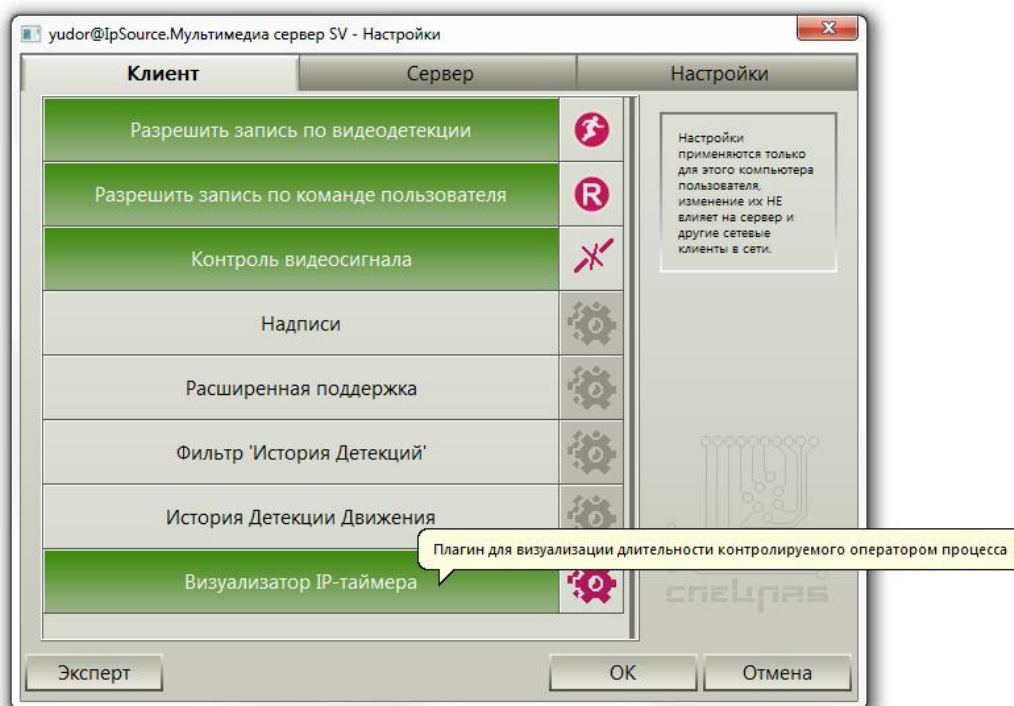 yudor@IpSource.Мультимедиа сервер SV - Настройки
Клиент
Сервер
Настройки
Разрешить запись по видеодетекции
Разрешить запись по команде пользователя
R
Контроль видеосигнала
Надписи
Расширенная поддержка
Фильтр 'История Детекций'
История Детекции Движения
Визуализатор IP-таймера
Настройки
применяются только
для этого компьютера
пользователя,
изменение их НЕ
влияет на сервер и
другие сетевые
клиенты в сети.
Плагин для визуализации длительности контролируемого оператором процесса
спецлаб
Эксперт
OK
Отмена